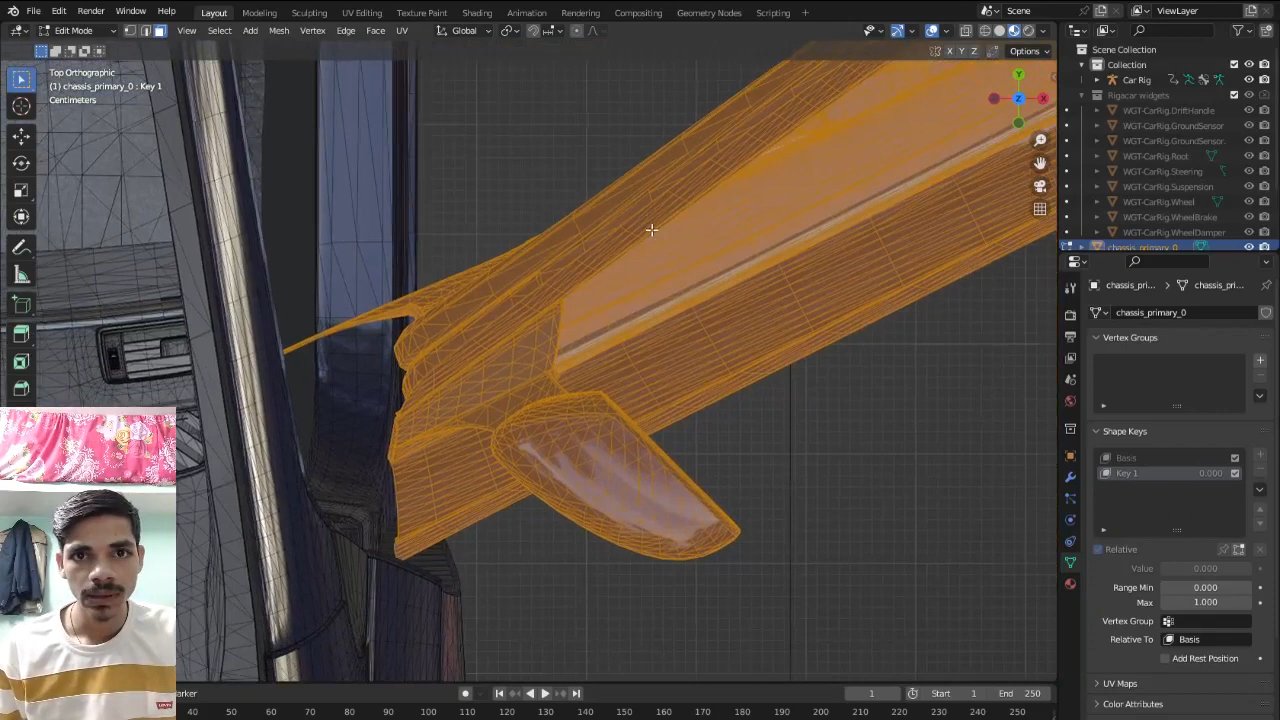 File Edit Render Window Help Layout Modeling Sculpting UV Editing Texture Paint Shading Animation Rendering Compositing Geometry Nodes Scripting + Scene ViewLayer
Edit Mode View Select Add Mesh Vertex Edge Face UV Global
X Y Z Options
Top Orthographic
(1) chassis_primary_0 : Key 1
Centimeters
Y
Z
X
Scene Collection
Collection
Car Rig
Rigacar widgets
WGT-CarRig.DriftHandle
WGT-CarRig.GroundSensor
WGT-CarRig.GroundSensor.
WGT-CarRig.Root
WGT-CarRig.Steering
WGT-CarRig.Suspension
WGT-CarRig.Wheel
WGT-CarRig.WheelBrake
WGT-CarRig.WheelDamper
chassis_primary_0
chassis_pri... > chassis_pri...
chassis_primary_0
Vertex Groups
Shape Keys
Basis
Key 1 0.000
Relative
Value 0.000
Range Min 0.000
Max 1.000
Vertex Group
Relative To Basis
Add Rest Position
UV Maps
Color Attributes
Marker 1 Start 1 End 250
40 50 60 70 80 90 100 110 120 130 140 150 160 170 180 190 200 210 220 230 240 250